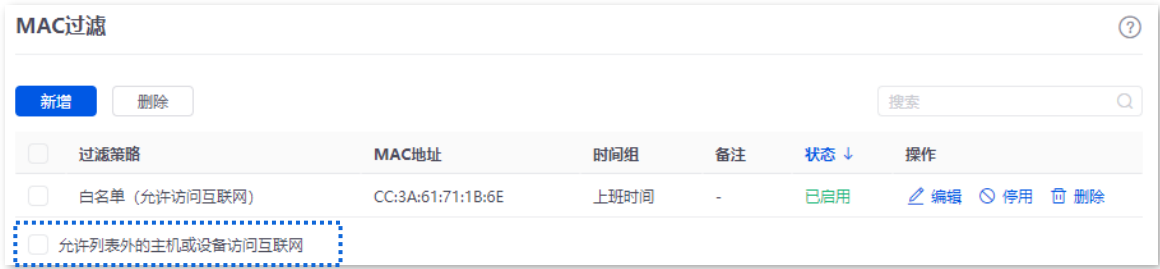 MAC过滤
新增 删除 搜索
过滤策略 MAC地址 时间组 备注 状态 ↓ 操作
白名单（允许访问互联网） CC:3A:61:71:1B:6E 上班时间 - 已启用 编辑 停用 删除
允许列表外的主机或设备访问互联网